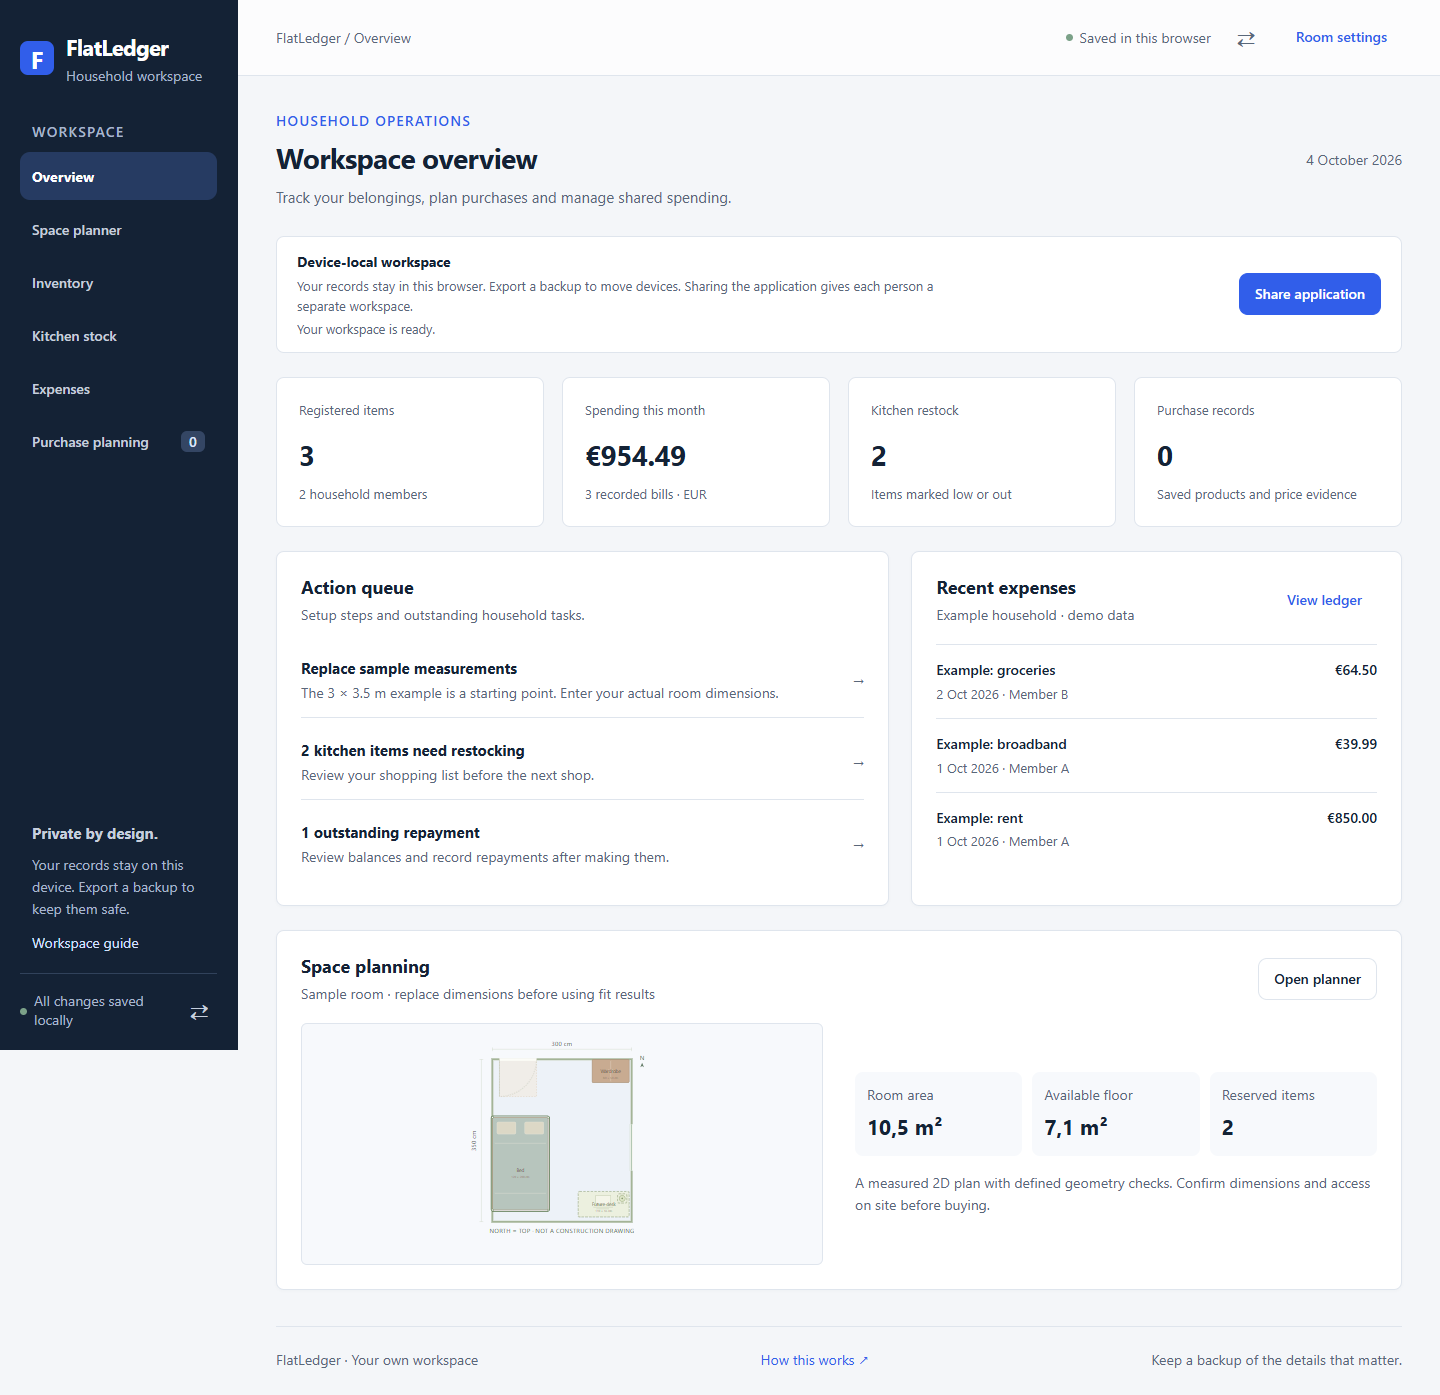 F
FlatLedger
Household workspace
WORKSPACE
Overview
Space planner
Inventory
Kitchen stock
Expenses
Purchase planning 0
Private by design.
Your records stay on this
device. Export a backup to
keep them safe.
Workspace guide
All changes saved
locally
FlatLedger / Overview
Saved in this browser
Room settings
HOUSEHOLD OPERATIONS
Workspace overview
4 October 2026
Track your belongings, plan purchases and manage shared spending.
Device-local workspace
Your records stay in this browser. Export a backup to move devices. Sharing the application gives each person a
separate workspace.
Your workspace is ready.
Share application
Registered items
3
2 household members
Spending this month
€954.49
3 recorded bills · EUR
Kitchen restock
2
Items marked low or out
Purchase records
0
Saved products and price evidence
Action queue
Setup steps and outstanding household tasks.
Replace sample measurements
The 3 × 3.5 m example is a starting point. Enter your actual room dimensions.
→
2 kitchen items need restocking
Review your shopping list before the next shop.
→
1 outstanding repayment
Review balances and record repayments after making them.
→
Recent expenses
Example household · demo data
View ledger
Example: groceries €64.50
2 Oct 2026 · Member B
Example: broadband €39.99
1 Oct 2026 · Member A
Example: rent €850.00
1 Oct 2026 · Member A
Space planning
Sample room · replace dimensions before using fit results
Open planner
300 cm
N
Wardrobe
350 cm
Bed
Future desk
NORTH = TOP · NOT A CONSTRUCTION DRAWING
Room area
10,5 m²
Available floor
7,1 m²
Reserved items
2
A measured 2D plan with defined geometry checks. Confirm dimensions and access
on site before buying.
FlatLedger · Your own workspace
How this works ↗
Keep a backup of the details that matter.